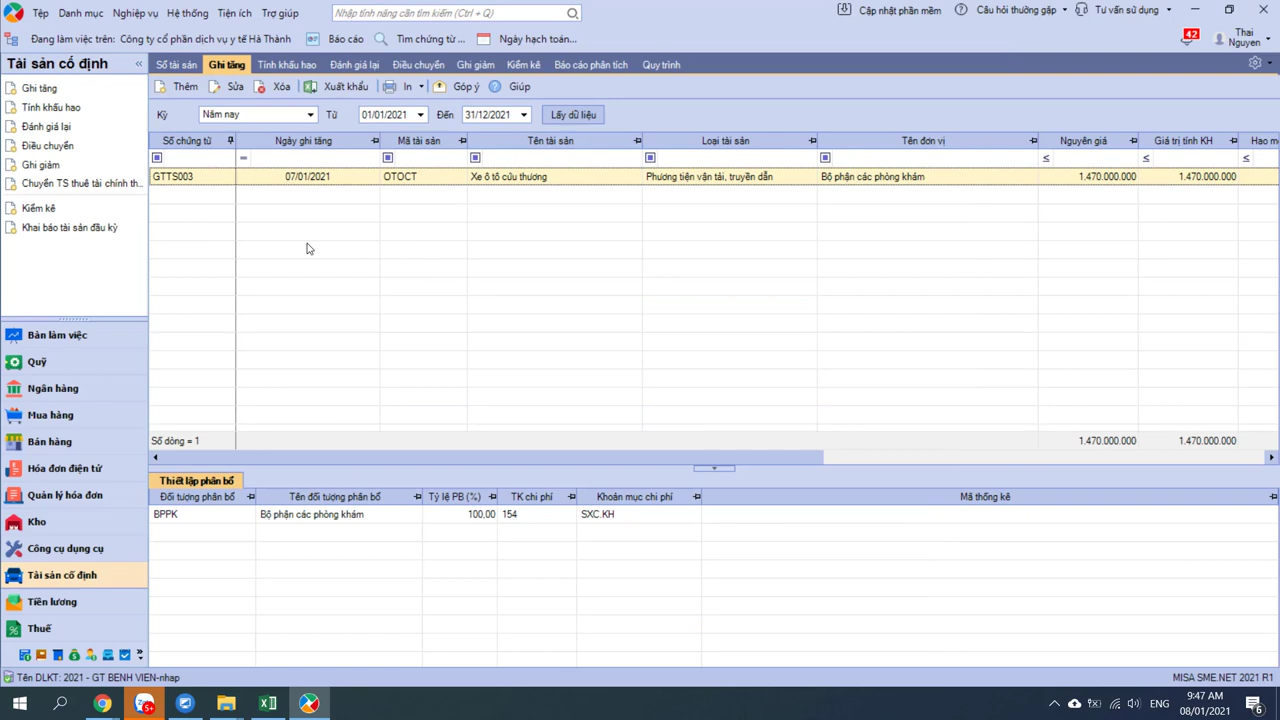 Tệp Danh mục Nghiệp vụ Hệ thống Tiện ích Trợ giúp Nhập tính năng cần tìm kiếm (Ctrl + Q) Cập nhật phần mềm Câu hỏi thường gặp Tư vấn sử dụng
Đang làm việc trên: Công ty cổ phần dịch vụ y tế Hà Thành Báo cáo Tìm chứng từ ... Ngày hạch toán... 42 Thai Nguyen
Tài sản cố định « Sổ tài sản Ghi tăng Tính khấu hao Đánh giá lại Điều chuyển Ghi giảm Kiểm kê Báo cáo phân tích Quy trình
Ghi tăng
Tính khấu hao
Đánh giá lại
Điều chuyển
Ghi giảm
Chuyển TS thuê tài chính th...
Kiểm kê
Khai báo tài sản đầu kỳ
Thêm Sửa Xóa Xuất khẩu In Góp ý Giúp
Kỳ Năm nay Từ 01/01/2021 Đến 31/12/2021 Lấy dữ liệu
Số chứng từ Ngày ghi tăng Mã tài sản Tên tài sản Loại tài sản Tên đơn vị Nguyên giá Giá trị tính KH Hao mò
= ≤ ≤ ≤
GTTS003 07/01/2021 OTOCT Xe ô tô cứu thương Phương tiện vận tải, truyền dẫn Bộ phận các phòng khám 1.470.000.000 1.470.000.000
Số dòng = 1 1.470.000.000 1.470.000.000
Bàn làm việc
Quỹ
Ngân hàng
Mua hàng
Bán hàng
Hóa đơn điện tử
Quản lý hóa đơn
Kho
Công cụ dụng cụ
Tài sản cố định
Tiền lương
Thuế
Thiết lập phân bổ
Đối tượng phân bổ Tên đối tượng phân bổ Tỷ lệ PB (%) TK chi phí Khoản mục chi phí Mã thống kê
BPPK Bộ phận các phòng khám 100,00 154 SXC.KH
Tên DLKT: 2021 - GT BENH VIEN-nhap MISA SME.NET 2021 R1
5+ ENG 9:47 AM
08/01/2021 6